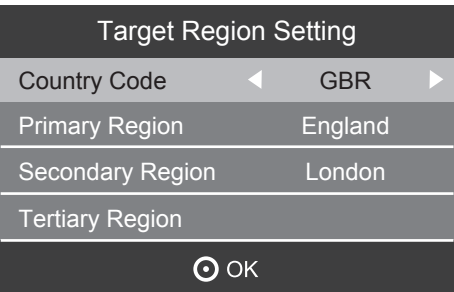 Target Region Setting
Country Code GBR
Primary Region England
Secondary Region London
Tertiary Region
OK